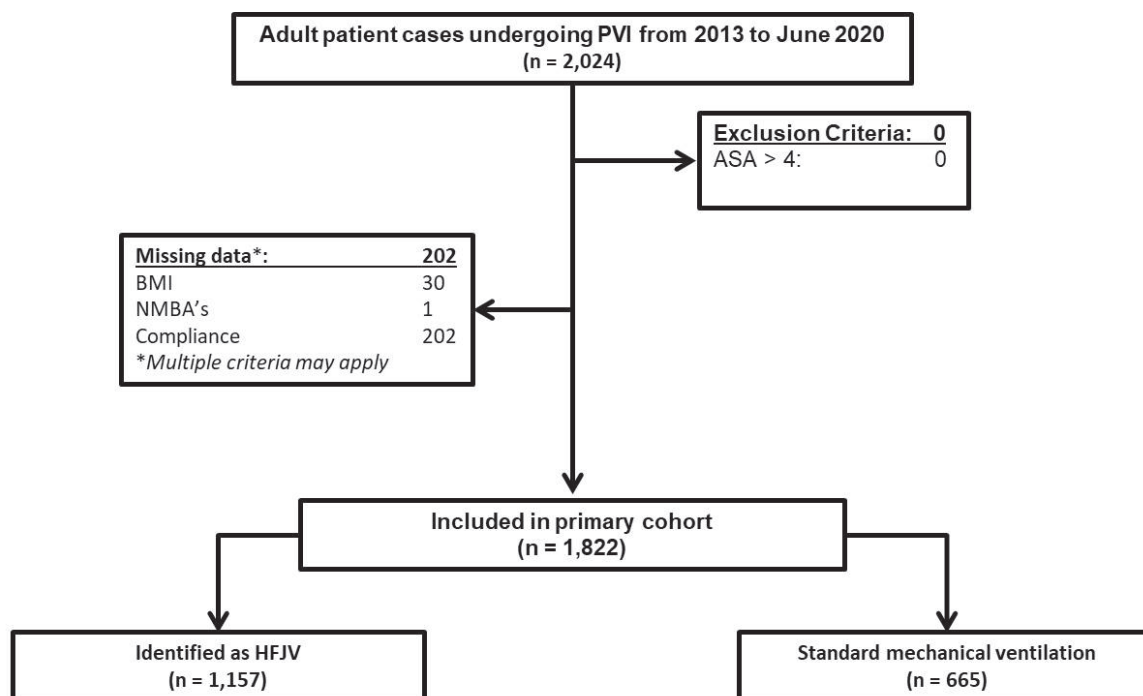 Adult patient cases undergoing PVI from 2013 to June 2020
(n = 2,024)
Exclusion Criteria: 0
ASA > 4: 0
Missing data*: 202
BMI 30
NMBA's 1
Compliance 202
*Multiple criteria may apply
Included in primary cohort
(n = 1,822)
Identified as HFJV
(n = 1,157)
Standard mechanical ventilation
(n = 665)